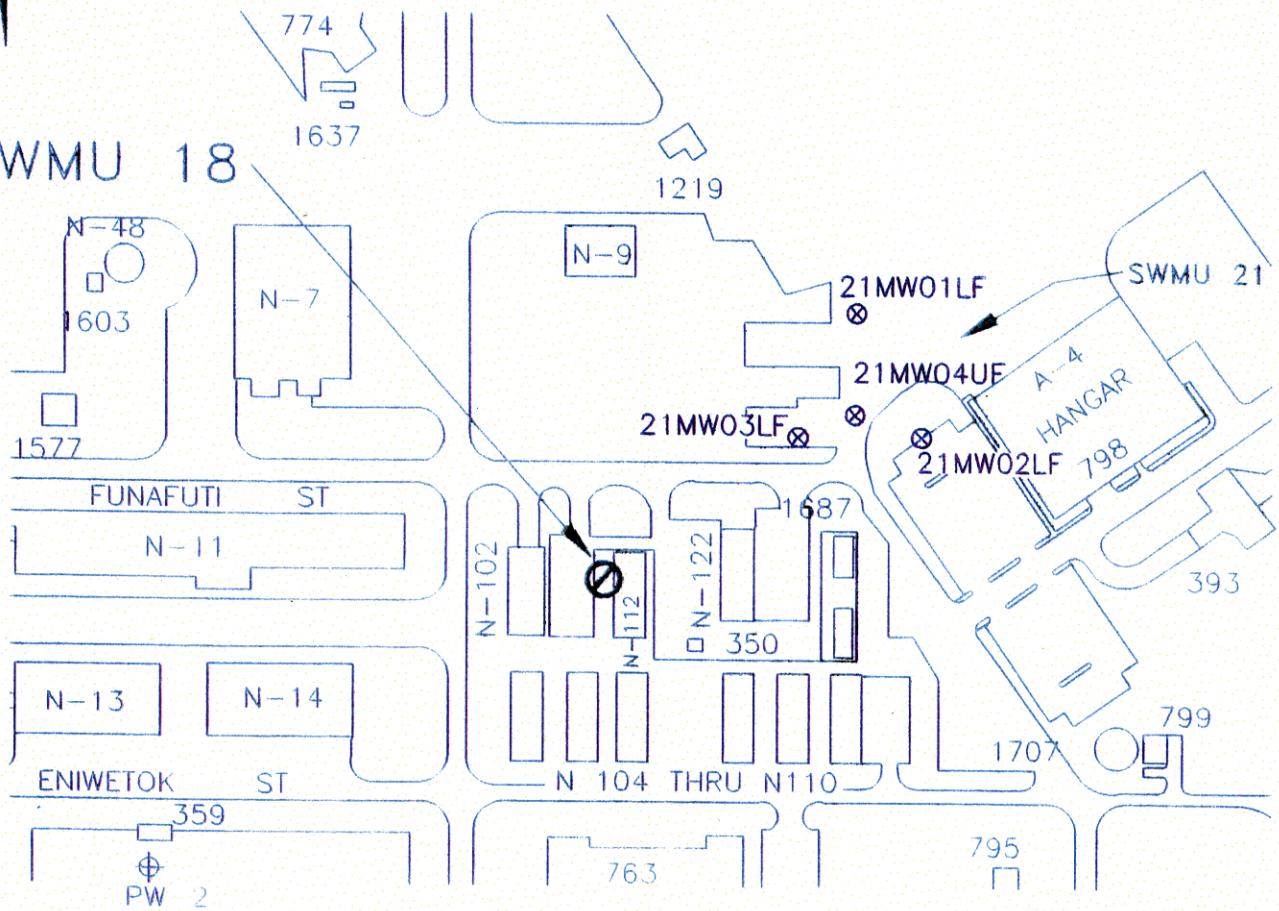 774
1637
WMU 18
1219
N-48
N-9
N-7
21MW01LF
SWMU 21
603
A-4
HANGAR
798
21MW04UF
21MW03LF
21MW02LF
1577
FUNAFUTI ST
1687
N-11
N-102
N-112
N-122
350
393
N-13
N-14
799
1707
ENIWETOK ST
N 104 THRU N110
359
763
795
PW 2